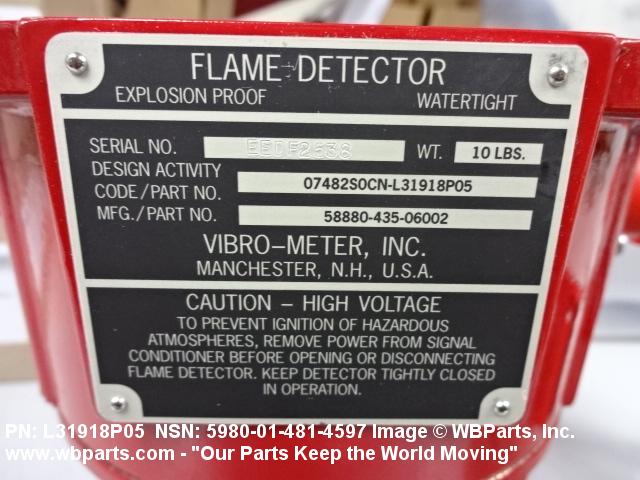 FLAME DETECTOR
EXPLOSION PROOF WATERTIGHT
SERIAL NO. EEDF2538 WT. 10 LBS.
DESIGN ACTIVITY
CODE/PART NO. 07482S0CN-L31918P05
MFG./PART NO. 58880-435-06002
VIBRO-METER, INC.
MANCHESTER, N.H., U.S.A.
CAUTION – HIGH VOLTAGE
TO PREVENT IGNITION OF HAZARDOUS
ATMOSPHERES, REMOVE POWER FROM SIGNAL
CONDITIONER BEFORE OPENING OR DISCONNECTING
FLAME DETECTOR. KEEP DETECTOR TIGHTLY CLOSED
IN OPERATION.
PN: L31918P05 NSN: 5980-01-481-4597 Image © WBParts, Inc.
www.wbparts.com - "Our Parts Keep the World Moving"